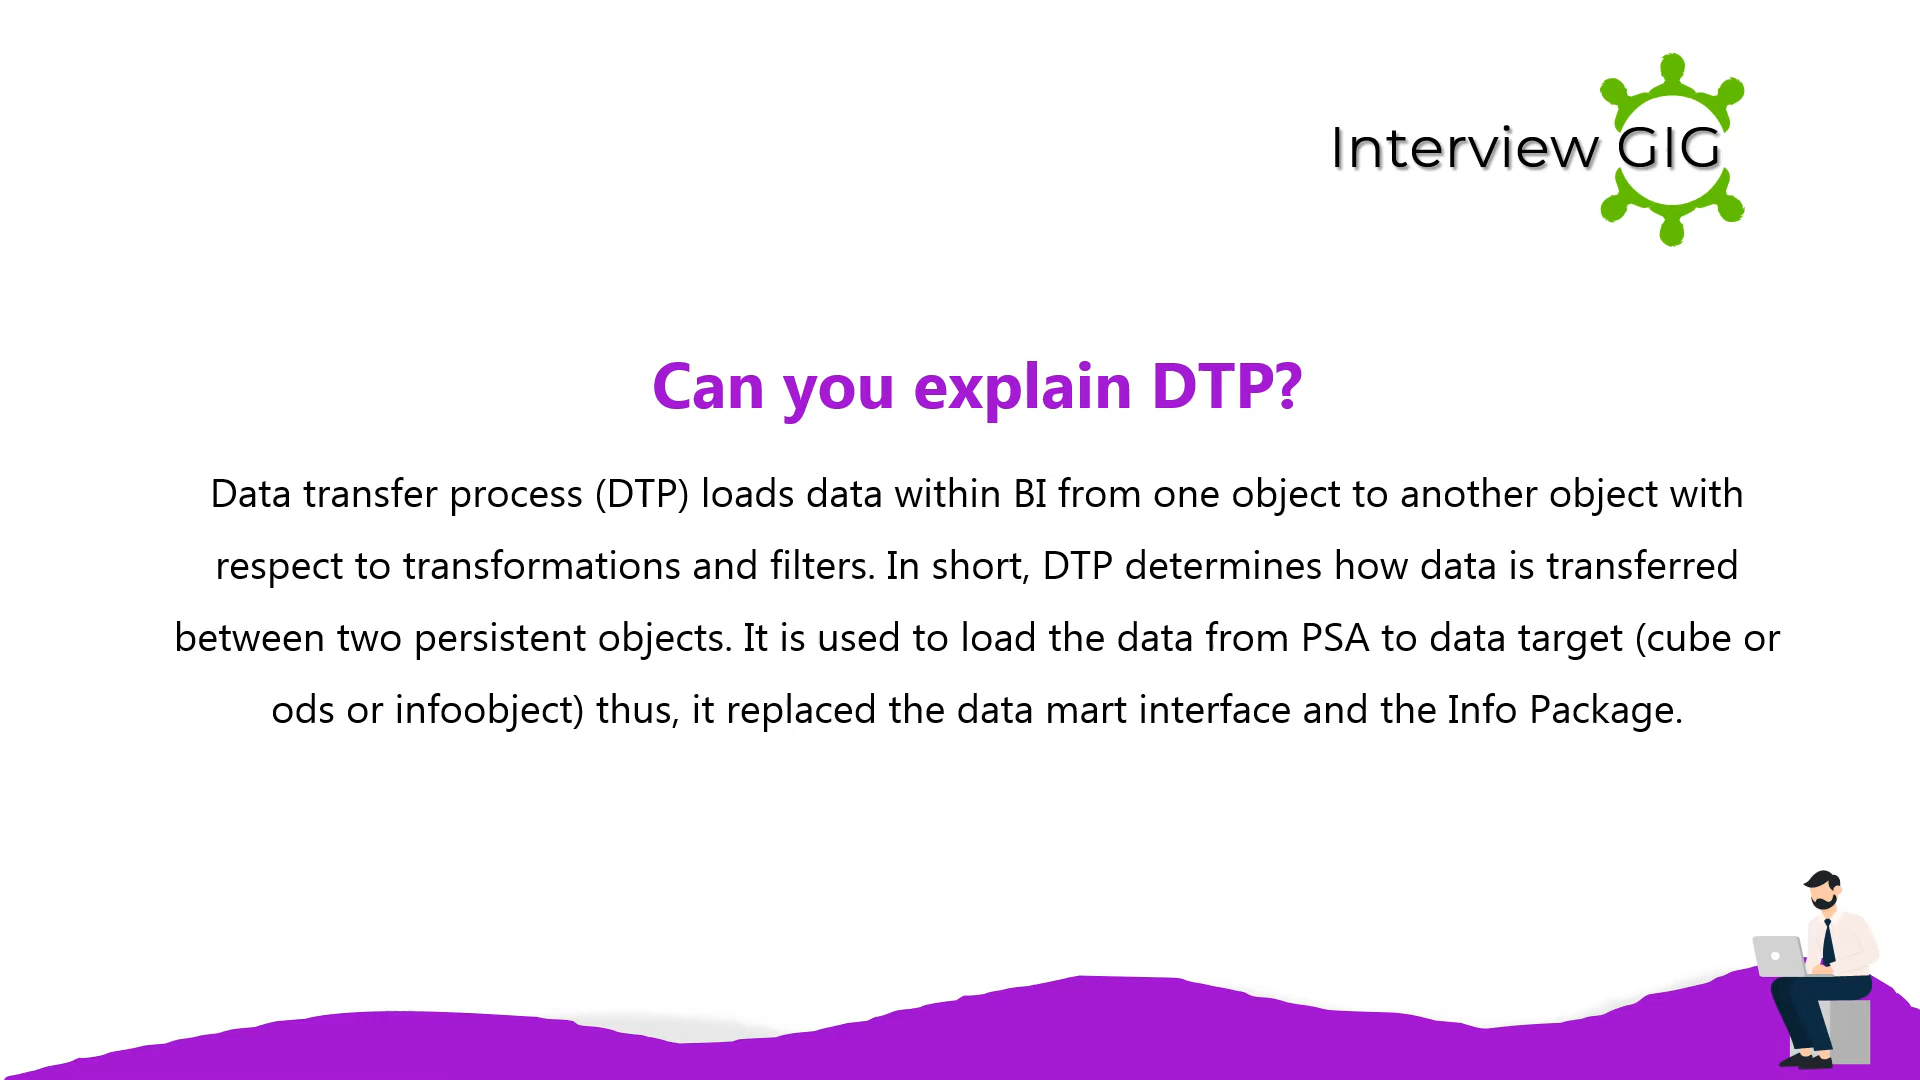 Interview GIG
Can you explain DTP?
Data transfer process (DTP) loads data within BI from one object to another object with
respect to transformations and filters. In short, DTP determines how data is transferred
between two persistent objects. It is used to load the data from PSA to data target (cube or
ods or infoobject) thus, it replaced the data mart interface and the Info Package.